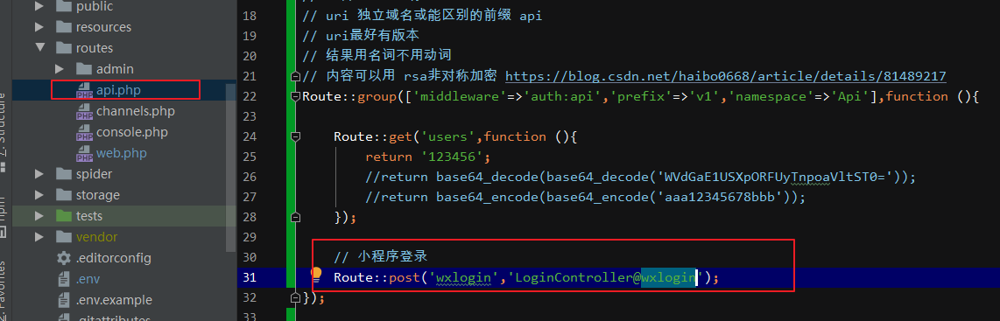 public
resources
routes
admin
api.php
channels.php
console.php
web.php
spider
storage
tests
vendor
.editorconfig
.env
.env.example
18
19
20
21
22
23
24
25
26
27
28
29
30
31
32
33
// uri 独立域名或能区别的前缀 api
// uri最好有版本
// 结果用名词不用动词
// 内容可以用 rsa非对称加密 https://blog.csdn.net/haibo0668/article/details/81489217
Route::group(['middleware'=>'auth:api','prefix'=>'v1','namespace'=>'Api'],function (){
Route::get('users',function (){
return '123456';
//return base64_decode(base64_decode('WVdGaE1USXpORFUyTnpoaVltST0='));
//return base64_encode(base64_encode('aaa12345678bbb'));
});
// 小程序登录
Route::post('wxlogin','LoginController@wxlogin');
});